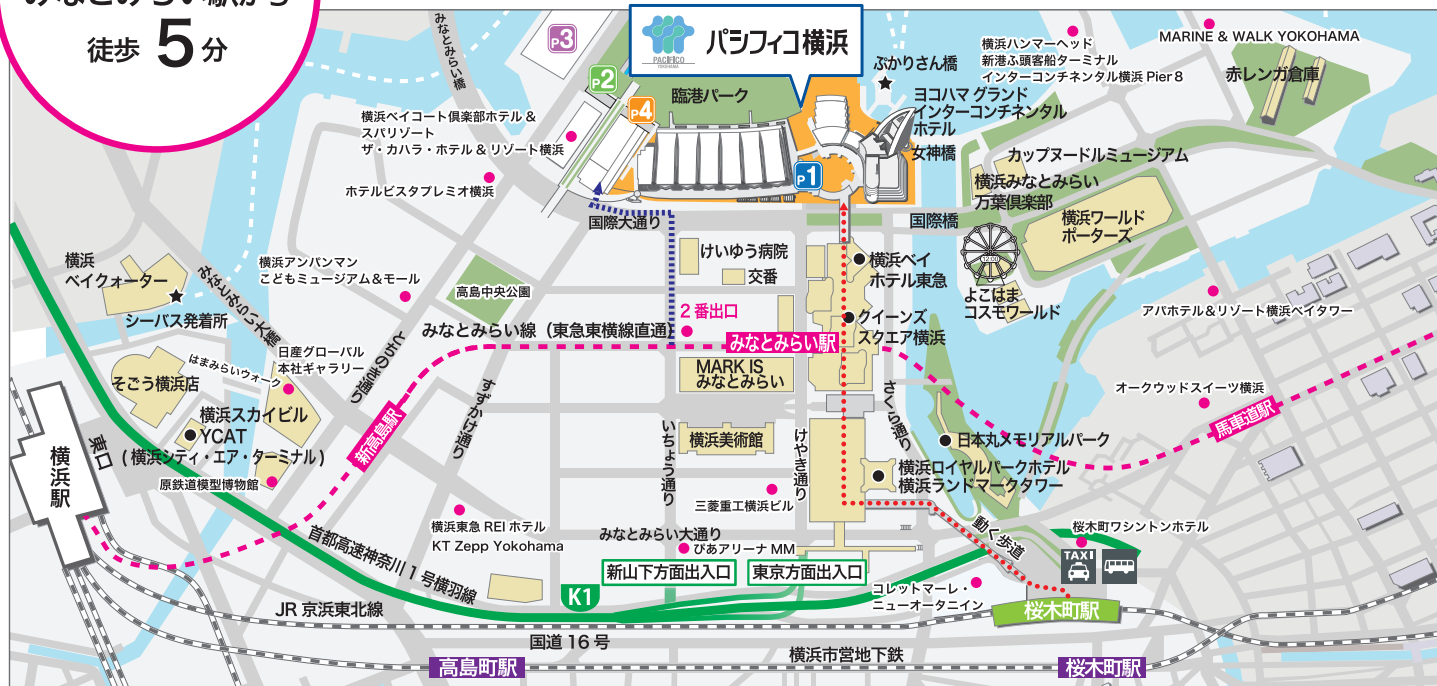 みなとみらい駅から
徒歩 5 分
みなとみらい橋
P3
P2
P4
パシフィコ横浜
PACIFICO
YOKOHAMA
臨港パーク
P1
ぷかりさん橋
ヨコハマ グランド
インターコンチネンタル
ホテル
女神橋
横浜ハンマーヘッド
新港ふ頭客船ターミナル
インターコンチネンタル横浜 Pier 8
MARINE & WALK YOKOHAMA
赤レンガ倉庫
カップヌードルミュージアム
横浜みなとみらい
万葉倶楽部
横浜ワールド
ポーターズ
横浜ベイコート倶楽部ホテル &
スパリゾート
ザ・カハラ・ホテル & リゾート横浜
ホテルビスタプレミオ横浜
国際大通り
国際橋
横浜
ベイクォーター
シーバス発着所
みなとみらい大橋
横浜アンパンマン
こどもミュージアム&モール
高島中央公園
けいゆう病院
交番
2 番出口
横浜ベイ
ホテル東急
クイーンズ
スクエア横浜
12:00
よこはま
コスモワールド
アパホテル&リゾート横浜ベイタワー
みなとみらい線（東急東横線直通）
みなとみらい駅
MARK IS
みなとみらい
そごう横浜店
はまみらいウォーク
日産グローバル
本社ギャラリー
とちのき通り
すずかけ通り
新高島駅
さくら通り
オークウッドスイーツ横浜
馬車道駅
横浜駅
東口
横浜スカイビル
YCAT
( 横浜シティ・エア・ターミナル )
原鉄道模型博物館
いちょう通り
横浜美術館
けやき通り
日本丸メモリアルパーク
横浜ロイヤルパークホテル
横浜ランドマークタワー
三菱重工横浜ビル
横浜東急 REI ホテル
KT Zepp Yokohama
みなとみらい大通り
ぴあアリーナ MM
動く歩道
桜木町ワシントンホテル
TAXI
首都高速神奈川 1 号横羽線
新山下方面出入口
東京方面出入口
K1
コレットマーレ・
ニューオータニイン
桜木町駅
JR 京浜東北線
国道 16 号
横浜市営地下鉄
高島町駅
桜木町駅